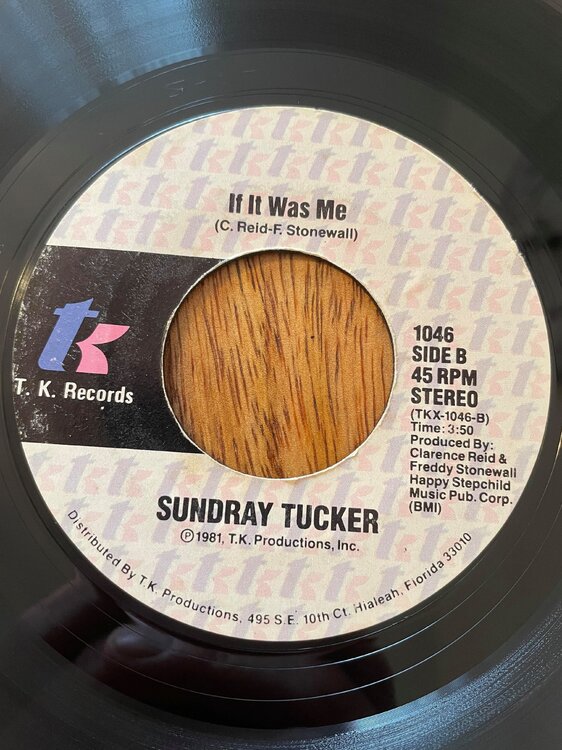 If It Was Me
(C. Reid-F. Stonewall)
tk
T. K. Records
1046
SIDE B
45 RPM
STEREO
(TKX-1046-B)
Time: 3:50
Produced By:
Clarence Reid &
Freddy Stonewall
Happy Stepchild
Music Pub. Corp.
(BMI)
SUNDRAY TUCKER
℗1981, T.K. Productions, Inc.
Distributed By T.K. Productions, 495 S.E. 10th Ct. Hialeah, Florida 33010